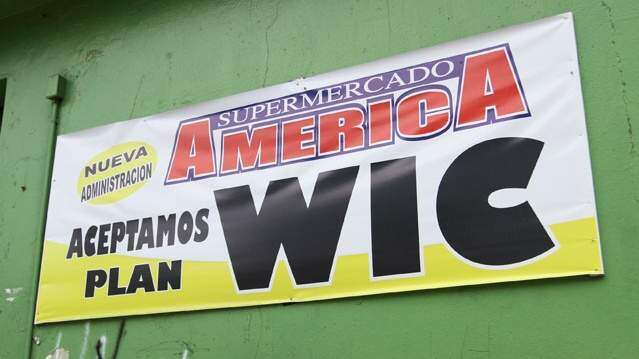 SUPERMERCADO
AMERICA
NUEVA
ADMINISTRACION
ACEPTAMOS
PLAN
WIC